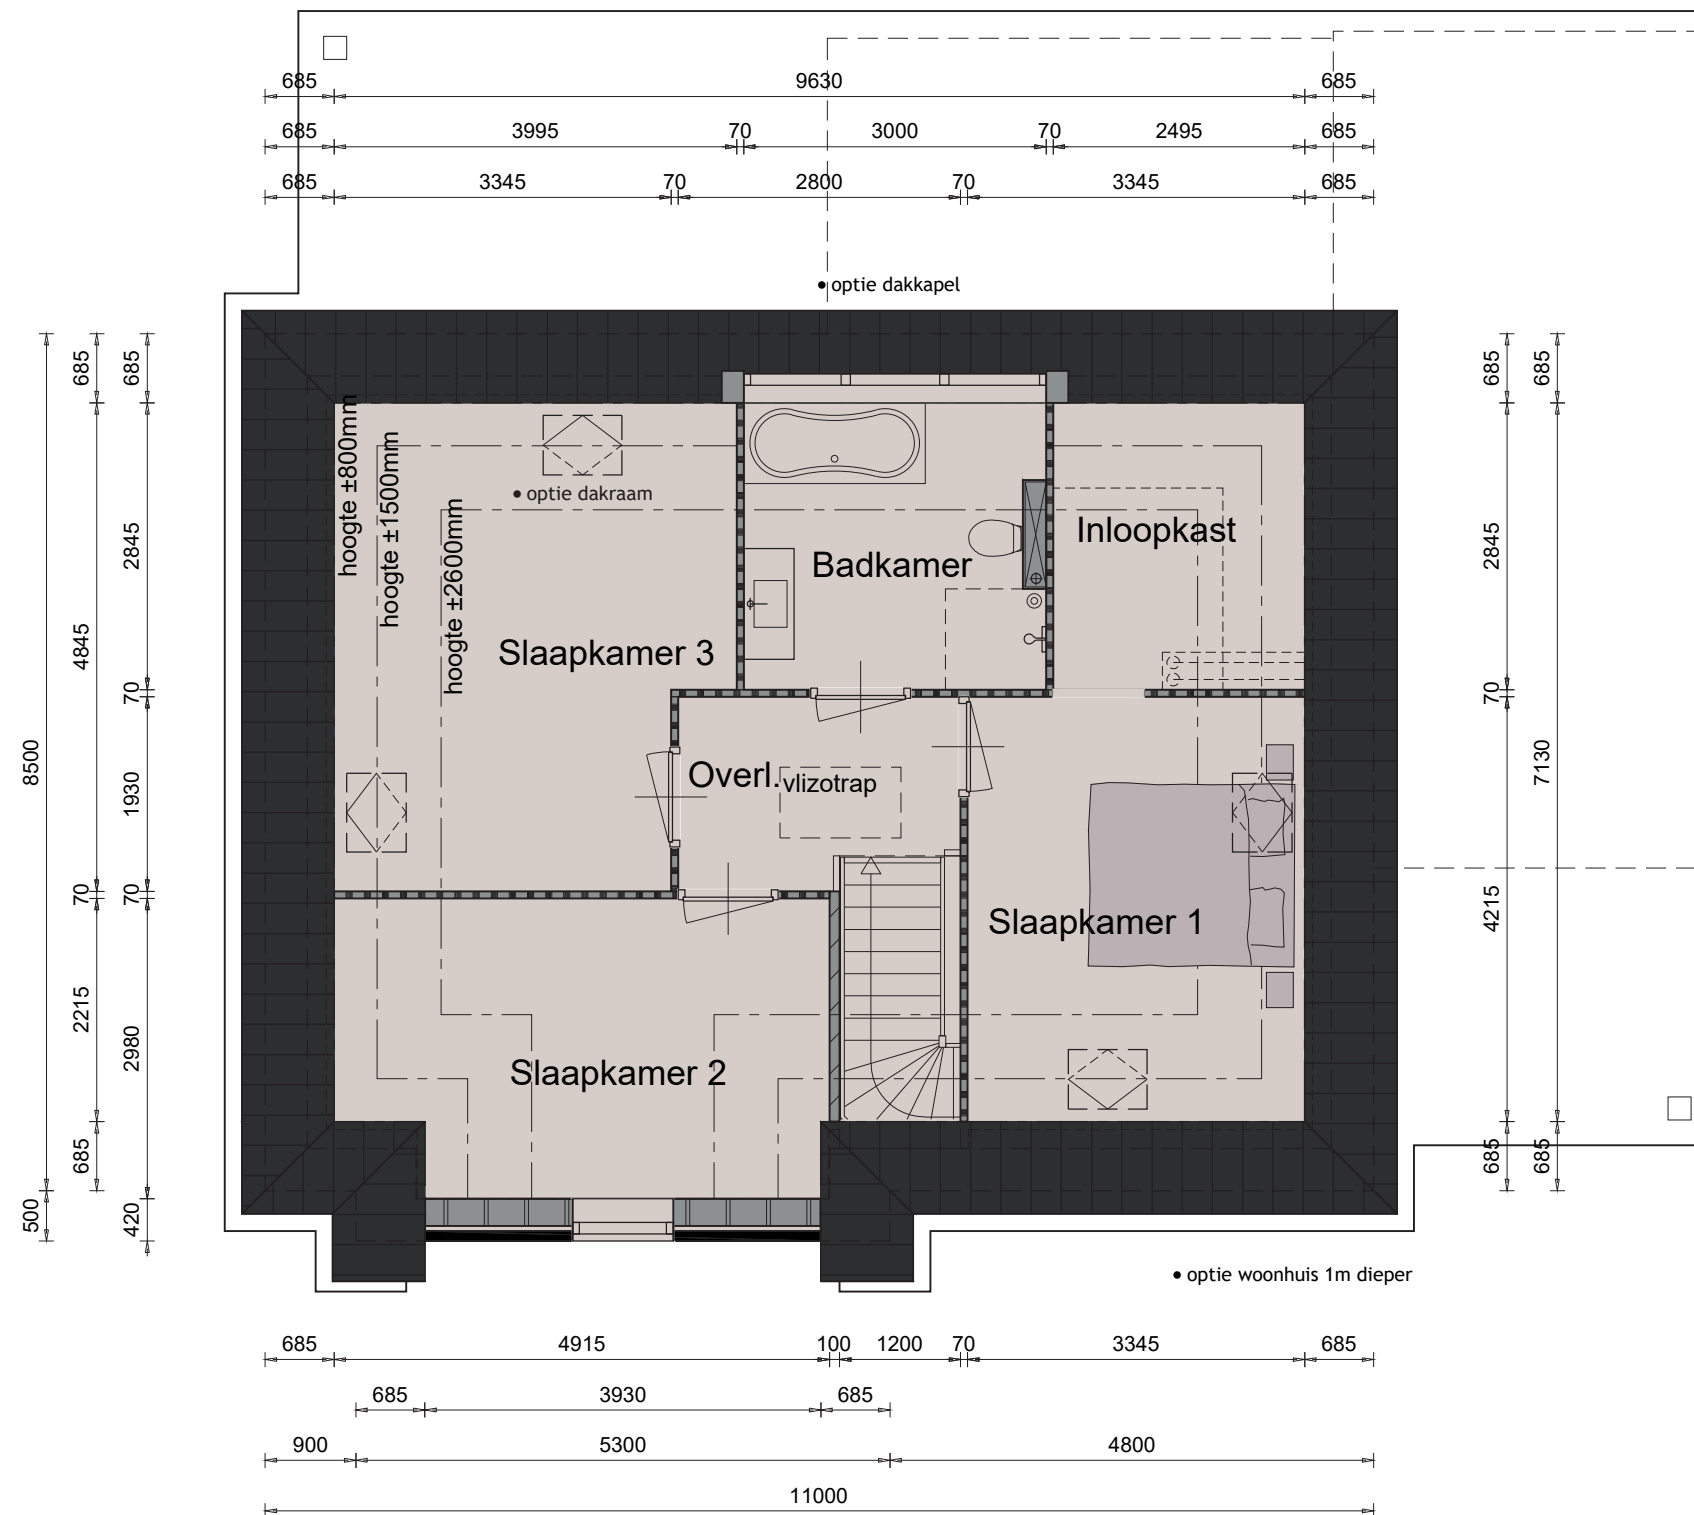 685 9630 685
685 3995 70 3000 70 2495 685
685 3345 70 2800 70 3345 685
• optie dakkapel
hoogte ±800mm
hoogte ±1500mm
hoogte ±2600mm
• optie dakraam
Inloopkast
Badkamer
Slaapkamer 3
Overl.
vlizotrap
Slaapkamer 1
Slaapkamer 2
8500
500
685
4845
70
2215
685
685
2845
70
1930
70
2980
420
685
2845
70
4215
685
685
7130
685
• optie woonhuis 1m dieper
685 4915 100 1200 70 3345 685
685 3930 685
900 5300 4800
11000